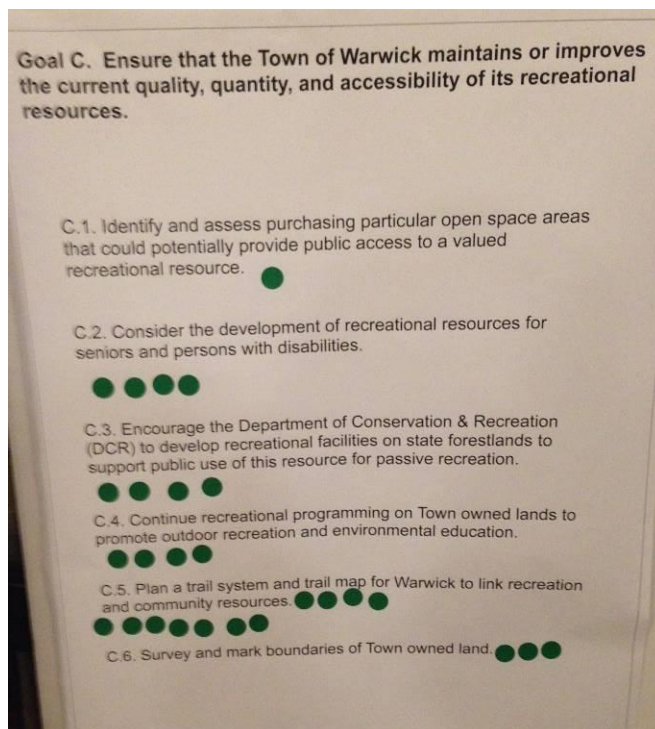 Goal C. Ensure that the Town of Warwick maintains or improves
the current quality, quantity, and accessibility of its recreational
resources.
C.1. Identify and assess purchasing particular open space areas
that could potentially provide public access to a valued
recreational resource.
C.2. Consider the development of recreational resources for
seniors and persons with disabilities.
C.3. Encourage the Department of Conservation & Recreation
(DCR) to develop recreational facilities on state forestlands to
support public use of this resource for passive recreation.
C.4. Continue recreational programming on Town owned lands to
promote outdoor recreation and environmental education.
C.5. Plan a trail system and trail map for Warwick to link recreation
and community resources.
C.6. Survey and mark boundaries of Town owned land.